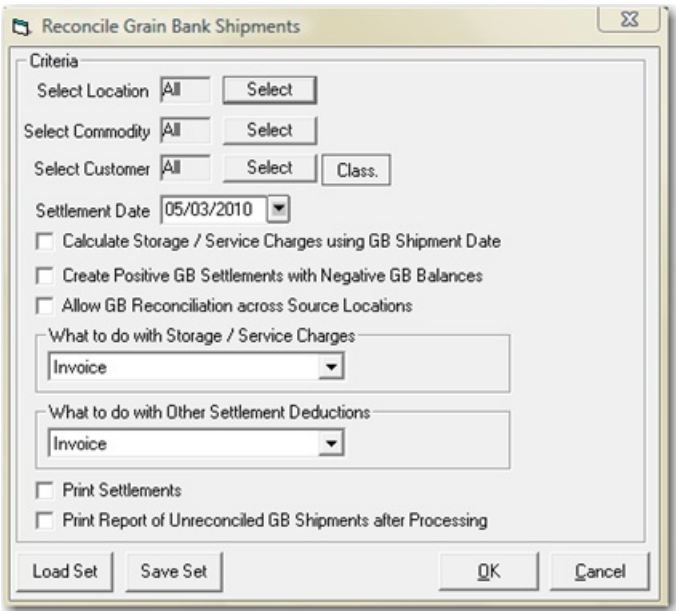 Reconcile Grain Bank Shipments
Criteria
Select Location All Select
Select Commodity All Select
Select Customer All Select Class.
Settlement Date 05/03/2010
Calculate Storage / Service Charges using GB Shipment Date
Create Positive GB Settlements with Negative GB Balances
Allow GB Reconciliation across Source Locations
What to do with Storage / Service Charges
Invoice
What to do with Other Settlement Deductions
Invoice
Print Settlements
Print Report of Unreconciled GB Shipments after Processing
Load Set Save Set OK Cancel